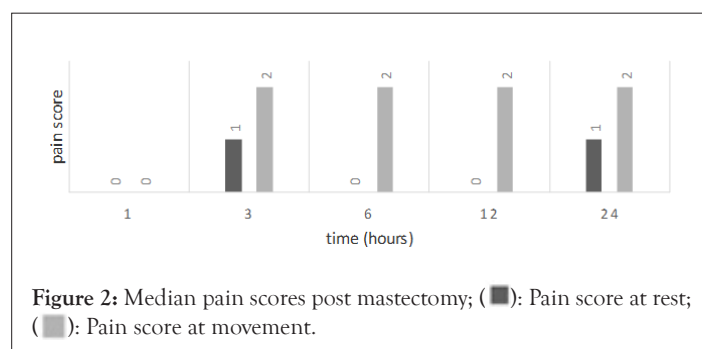 pain score
0 0 1 2 0 2 0 2 1 2
1 3 6 12 24
time (hours)
Figure 2: Median pain scores post mastectomy; ( ): Pain score at rest;
( ): Pain score at movement.